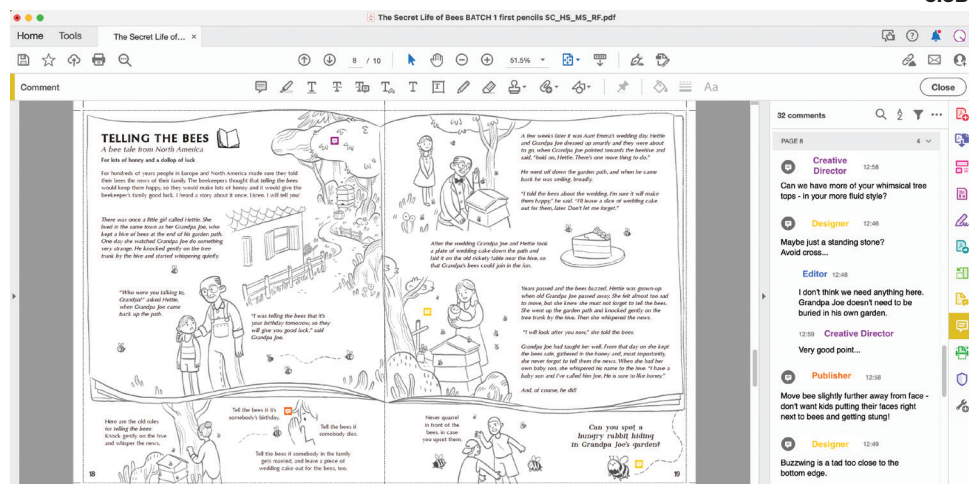 The Secret Life of Bees BATCH 1 first pencils SC_HS_MS_RF.pdf
Home Tools The Secret Life of... ×
8 / 10 51.5%
Comment
Aa
Close
TELLING THE BEES
A bee tale from North America
For lots of honey and a dollop of luck
For hundreds of years people in Europe and North America made sure they told
their bees the news of their family. The beekeepers thought that telling the bees
would keep them happy, so they would make lots of honey and it would give the
beekeeper's family good luck. I heard a story about it once. Listen, I will tell you!
There was once a little girl called Hettie. She
lived in the same town as her Grandpa Joe, who
kept a hive of bees at the end of his garden path.
One day she watched Grandpa Joe do something
very strange. He knocked gently on the tree
trunk by the hive and started whispering quietly.
"Who were you talking to,
Grandpa?" asked Hettie,
when Grandpa Joe came
back up the path.
"I was telling the bees that it's
your birthday tomorrow, so they
will give you good luck," said
Grandpa Joe.
Here are the old rules
for telling the bees:
Knock gently on the hive
and whisper the news.
Tell the bees it's
somebody's birthday.
Tell the bees if
somebody dies.
Tell the bees if somebody in the family
gets married, and leave a piece of
wedding cake out for the bees, too.
18
A few weeks later it was Aunt Emma's wedding day. Hettie
and Grandpa Joe dressed up smartly and they were about
to go, when Grandpa Joe pointed towards the beehive and
said, "hold on, Hettie. There's one more thing to do."
He went off down the garden path, and when he came
back he was smiling, broadly.
"I told the bees about the wedding. I'm sure it will make
them happy," he said. "I'll leave a slice of wedding cake
out for them, later. Don't let me forget."
After the wedding Grandpa Joe and Hettie took
a plate of wedding cake down the path and
laid it on the old rickety table near the hive, so
that Grandpa's bees could join in the fun.
Years passed and the bees buzzed. Hettie was grown-up
when old Grandpa Joe passed away. She felt almost too sad
to move, but she knew she must not forget to tell the bees.
She went up the garden path and knocked gently on the
tree trunk by the hive. Then she whispered the news.
"I will look after you now," she told the bees.
Grandpa Joe had taught her well. From that day on she kept
the bees safe, gathered in the honey and, most importantly,
she never forgot to tell them the news. When she had her
own baby son, she whispered his name to the hive. "I have a
baby son and I've called him Joe. He is sure to like honey."
And, of course, he did!
Never quarrel
in front of the
bees, in case
you upset them.
Can you spot a
hungry rabbit hiding
in Grandpa Joe's garden?
19
32 comments
PAGE 8 4
Creative
Director 12:58
Can we have more of your whimsical tree
tops - in your more fluid style?
Designer 12:46
Maybe just a standing stone?
Avoid cross...
Editor 12:48
I don't think we need anything here.
Grandpa Joe doesn't need to be
buried in his own garden.
12:59 Creative Director
Very good point...
Publisher 12:56
Move bee slightly further away from face -
don't want kids putting their faces right
next to bees and getting stung!
Designer 12:49
Buzzwing is a tad too close to the
bottom edge.